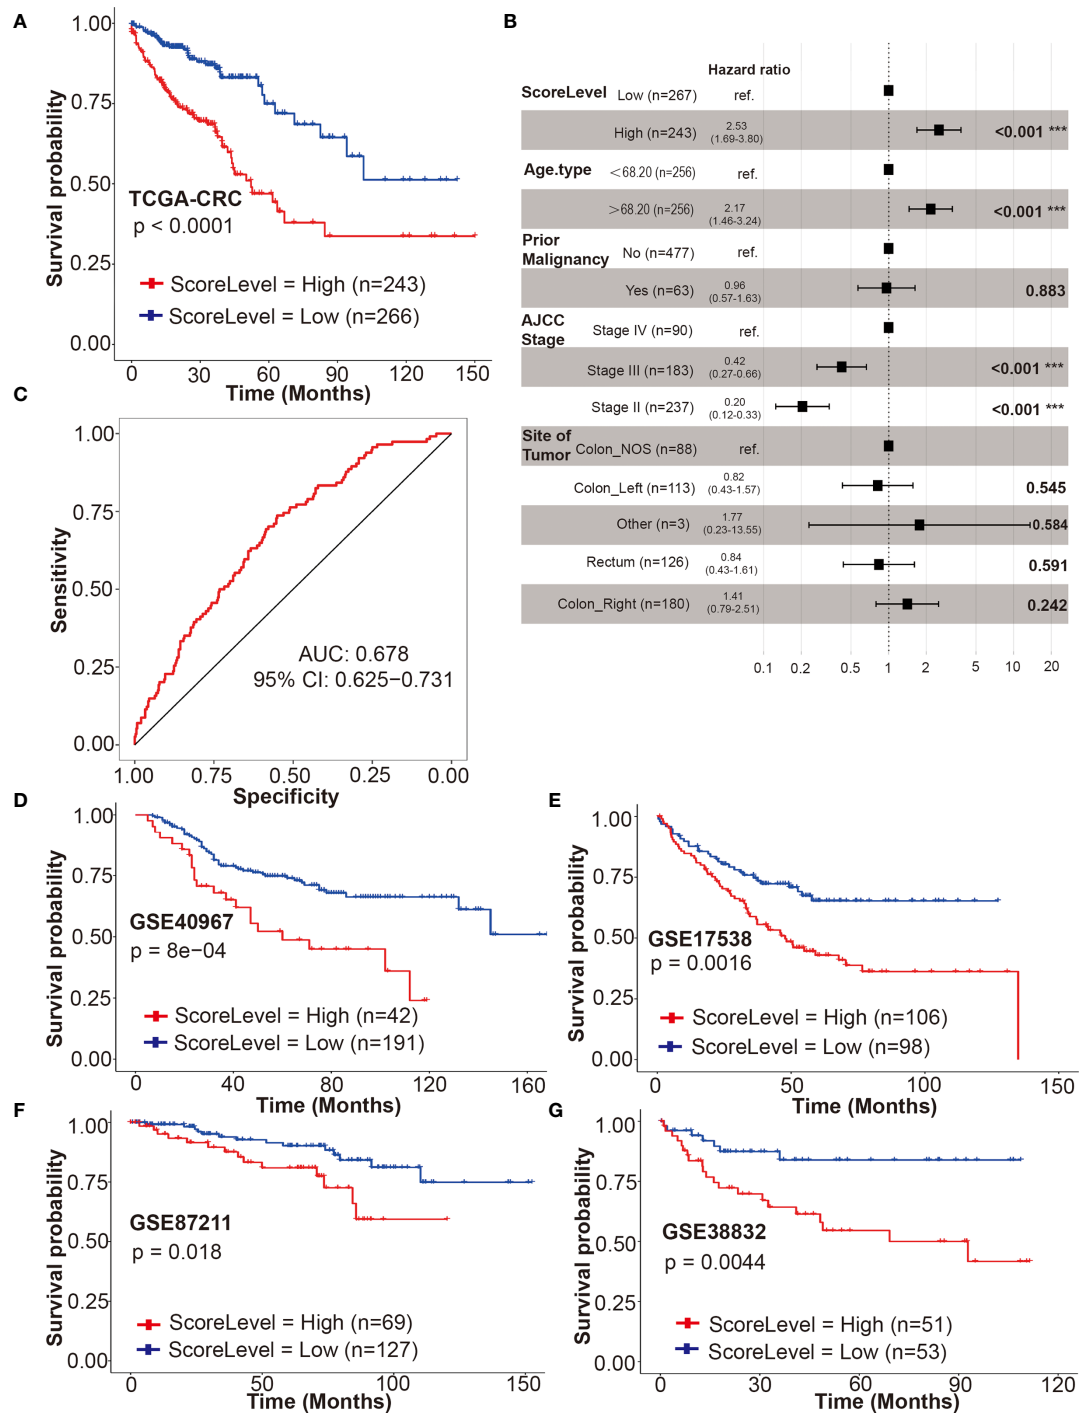 A
1.00
0.75
0.50
0.25
0.00
Survival probability
TCGA-CRC
p < 0.0001
ScoreLevel = High (n=243)
ScoreLevel = Low (n=266)
0 30 60 90 120 150
Time (Months)
B
Hazard ratio
ScoreLevel Low (n=267) ref.
High (n=243) 2.53 (1.69-3.80) <0.001 ***
Age.type <68.20 (n=256) ref.
>68.20 (n=256) 2.17 (1.46-3.24) <0.001 ***
Prior Malignancy No (n=477) ref.
Yes (n=63) 0.96 (0.57-1.63) 0.883
AJCC Stage Stage IV (n=90) ref.
Stage III (n=183) 0.42 (0.27-0.66) <0.001 ***
Stage II (n=237) 0.20 (0.12-0.33) <0.001 ***
Site of Tumor Colon_NOS (n=88) ref.
Colon_Left (n=113) 0.82 (0.43-1.57) 0.545
Other (n=3) 1.77 (0.23-13.55) 0.584
Rectum (n=126) 0.84 (0.43-1.61) 0.591
Colon_Right (n=180) 1.41 (0.79-2.51) 0.242
0.1 0.2 0.5 1 2 5 10 20
C
1.00
0.75
0.50
0.25
0.00
Sensitivity
AUC: 0.678
95% CI: 0.625−0.731
1.00 0.75 0.50 0.25 0.00
Specificity
D
1.00
0.75
0.50
0.25
0.00
Survival probability
GSE40967
p = 8e−04
ScoreLevel = High (n=42)
ScoreLevel = Low (n=191)
0 40 80 120 160
Time (Months)
E
1.00
0.75
0.50
0.25
0.00
Survival probability
GSE17538
p = 0.0016
ScoreLevel = High (n=106)
ScoreLevel = Low (n=98)
0 50 100 150
Time (Months)
F
1.00
0.75
0.50
0.25
0.00
Survival probability
GSE87211
p = 0.018
ScoreLevel = High (n=69)
ScoreLevel = Low (n=127)
0 50 100 150
Time (Months)
G
1.00
0.75
0.50
0.25
0.00
Survival probability
GSE38832
p = 0.0044
ScoreLevel = High (n=51)
ScoreLevel = Low (n=53)
0 30 60 90 120
Time (Months)